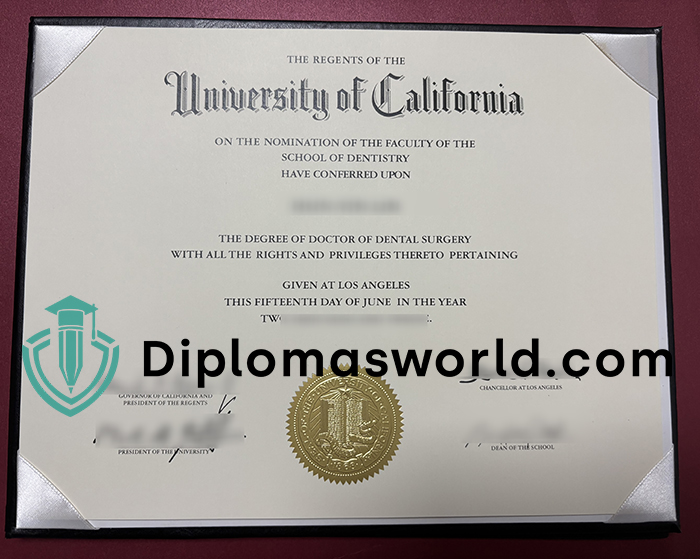 THE REGENTS OF THE
University of California
ON THE NOMINATION OF THE FACULTY OF THE
SCHOOL OF DENTISTRY
HAVE CONFERRED UPON
THE DEGREE OF DOCTOR OF DENTAL SURGERY
WITH ALL THE RIGHTS AND PRIVILEGES THERETO PERTAINING
GIVEN AT LOS ANGELES
THIS FIFTEENTH DAY OF JUNE IN THE YEAR
Diplomasworld.com
GOVERNOR OF CALIFORNIA AND
PRESIDENT OF THE REGENTS
CHANCELLOR AT LOS ANGELES
PRESIDENT OF THE UNIVERSITY
DEAN OF THE SCHOOL